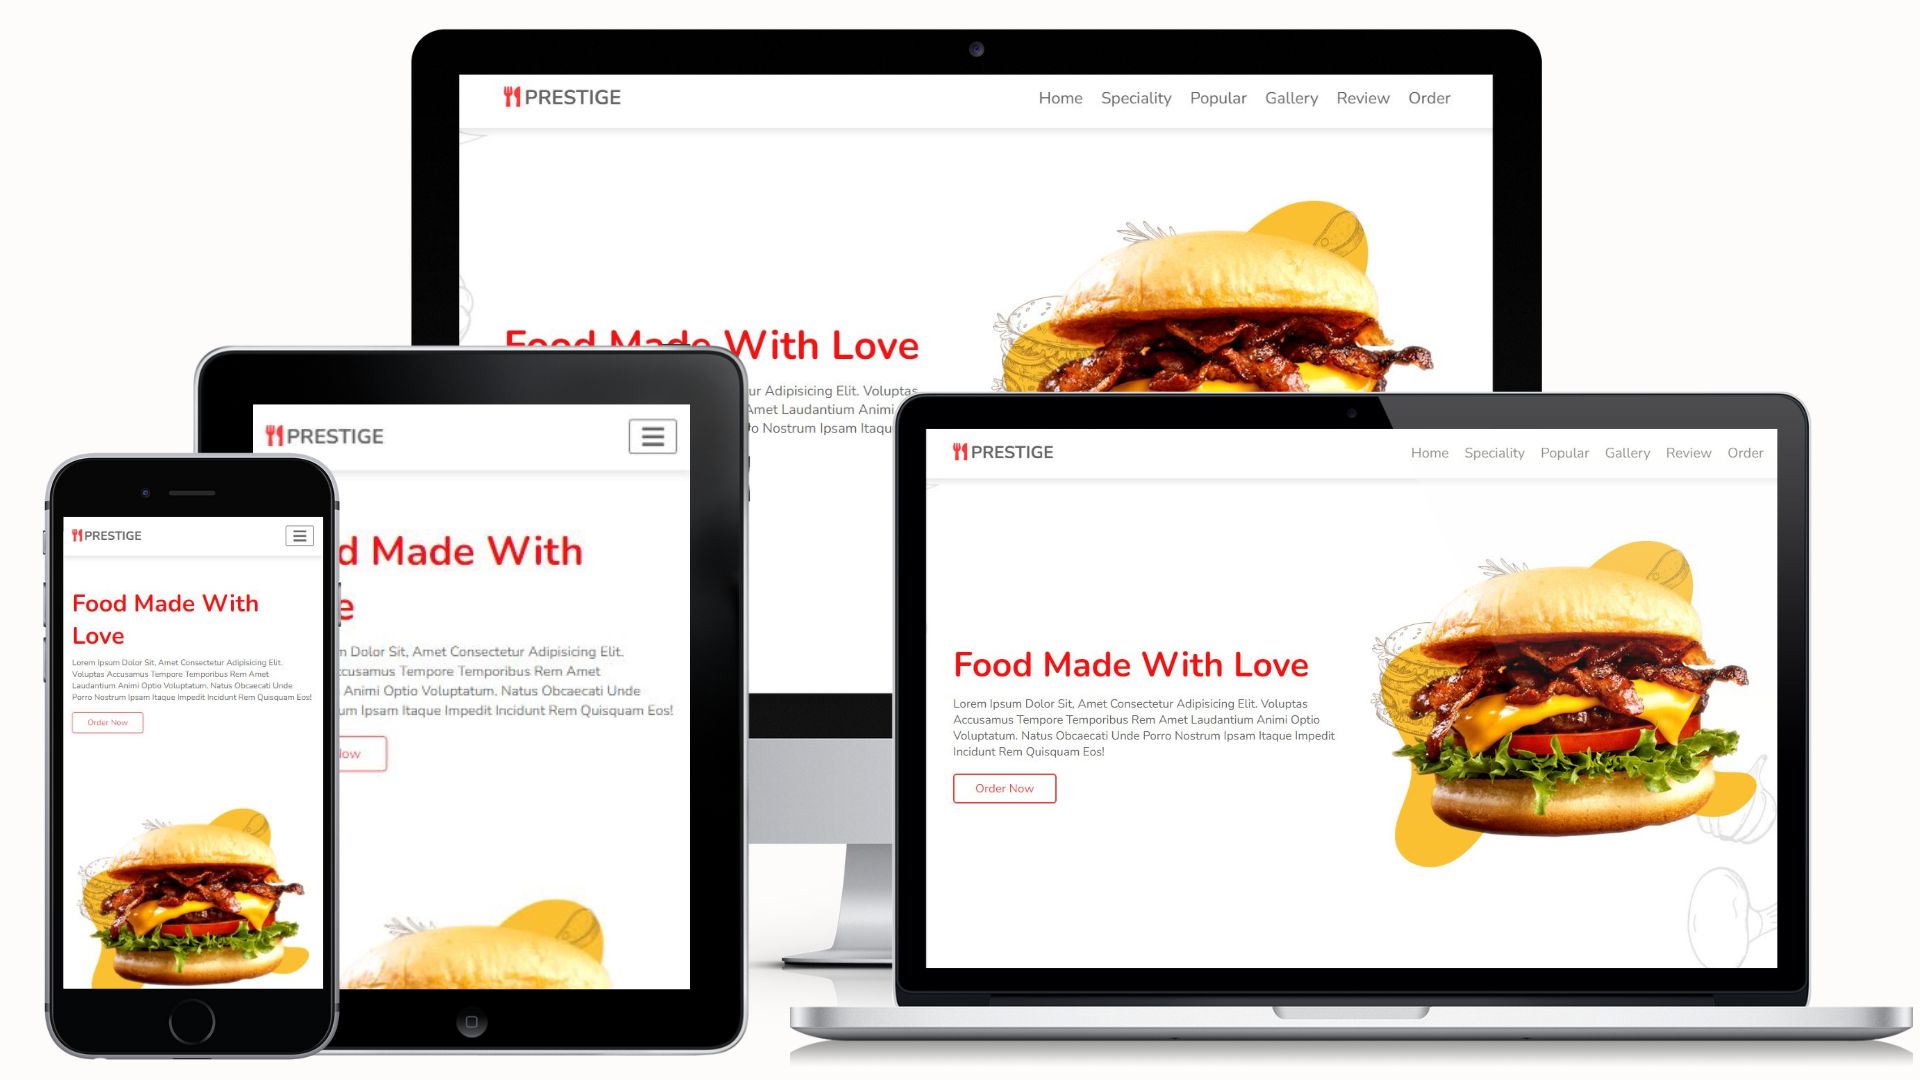 PRESTIGE
Home Speciality Popular Gallery Review Order
Food Made With Love
ur Adipisicing Elit. Voluptas
Amet Laudantium Animi
o Nostrum Ipsam Itaqu
PRESTIGE
d Made With
e
Dolor Sit, Amet Consectetur Adipisicing Elit.
ccusamus Tempore Temporibus Rem Amet
Animi Optio Voluptatum. Natus Obcaecati Unde
um Ipsam Itaque Impedit Incidunt Rem Quisquam Eos!
Now
PRESTIGE
Food Made With
Love
Lorem Ipsum Dolor Sit, Amet Consectetur Adipisicing Elit.
Voluptas Accusamus Tempore Temporibus Rem Amet
Laudantium Animi Optio Voluptatum. Natus Obcaecati Unde
Porro Nostrum Ipsam Itaque Impedit Incidunt Rem Quisquam Eos!
Order Now
PRESTIGE
Home Speciality Popular Gallery Review Order
Food Made With Love
Lorem Ipsum Dolor Sit, Amet Consectetur Adipisicing Elit. Voluptas
Accusamus Tempore Temporibus Rem Amet Laudantium Animi Optio
Voluptatum. Natus Obcaecati Unde Porro Nostrum Ipsam Itaque Impedit
Incidunt Rem Quisquam Eos!
Order Now